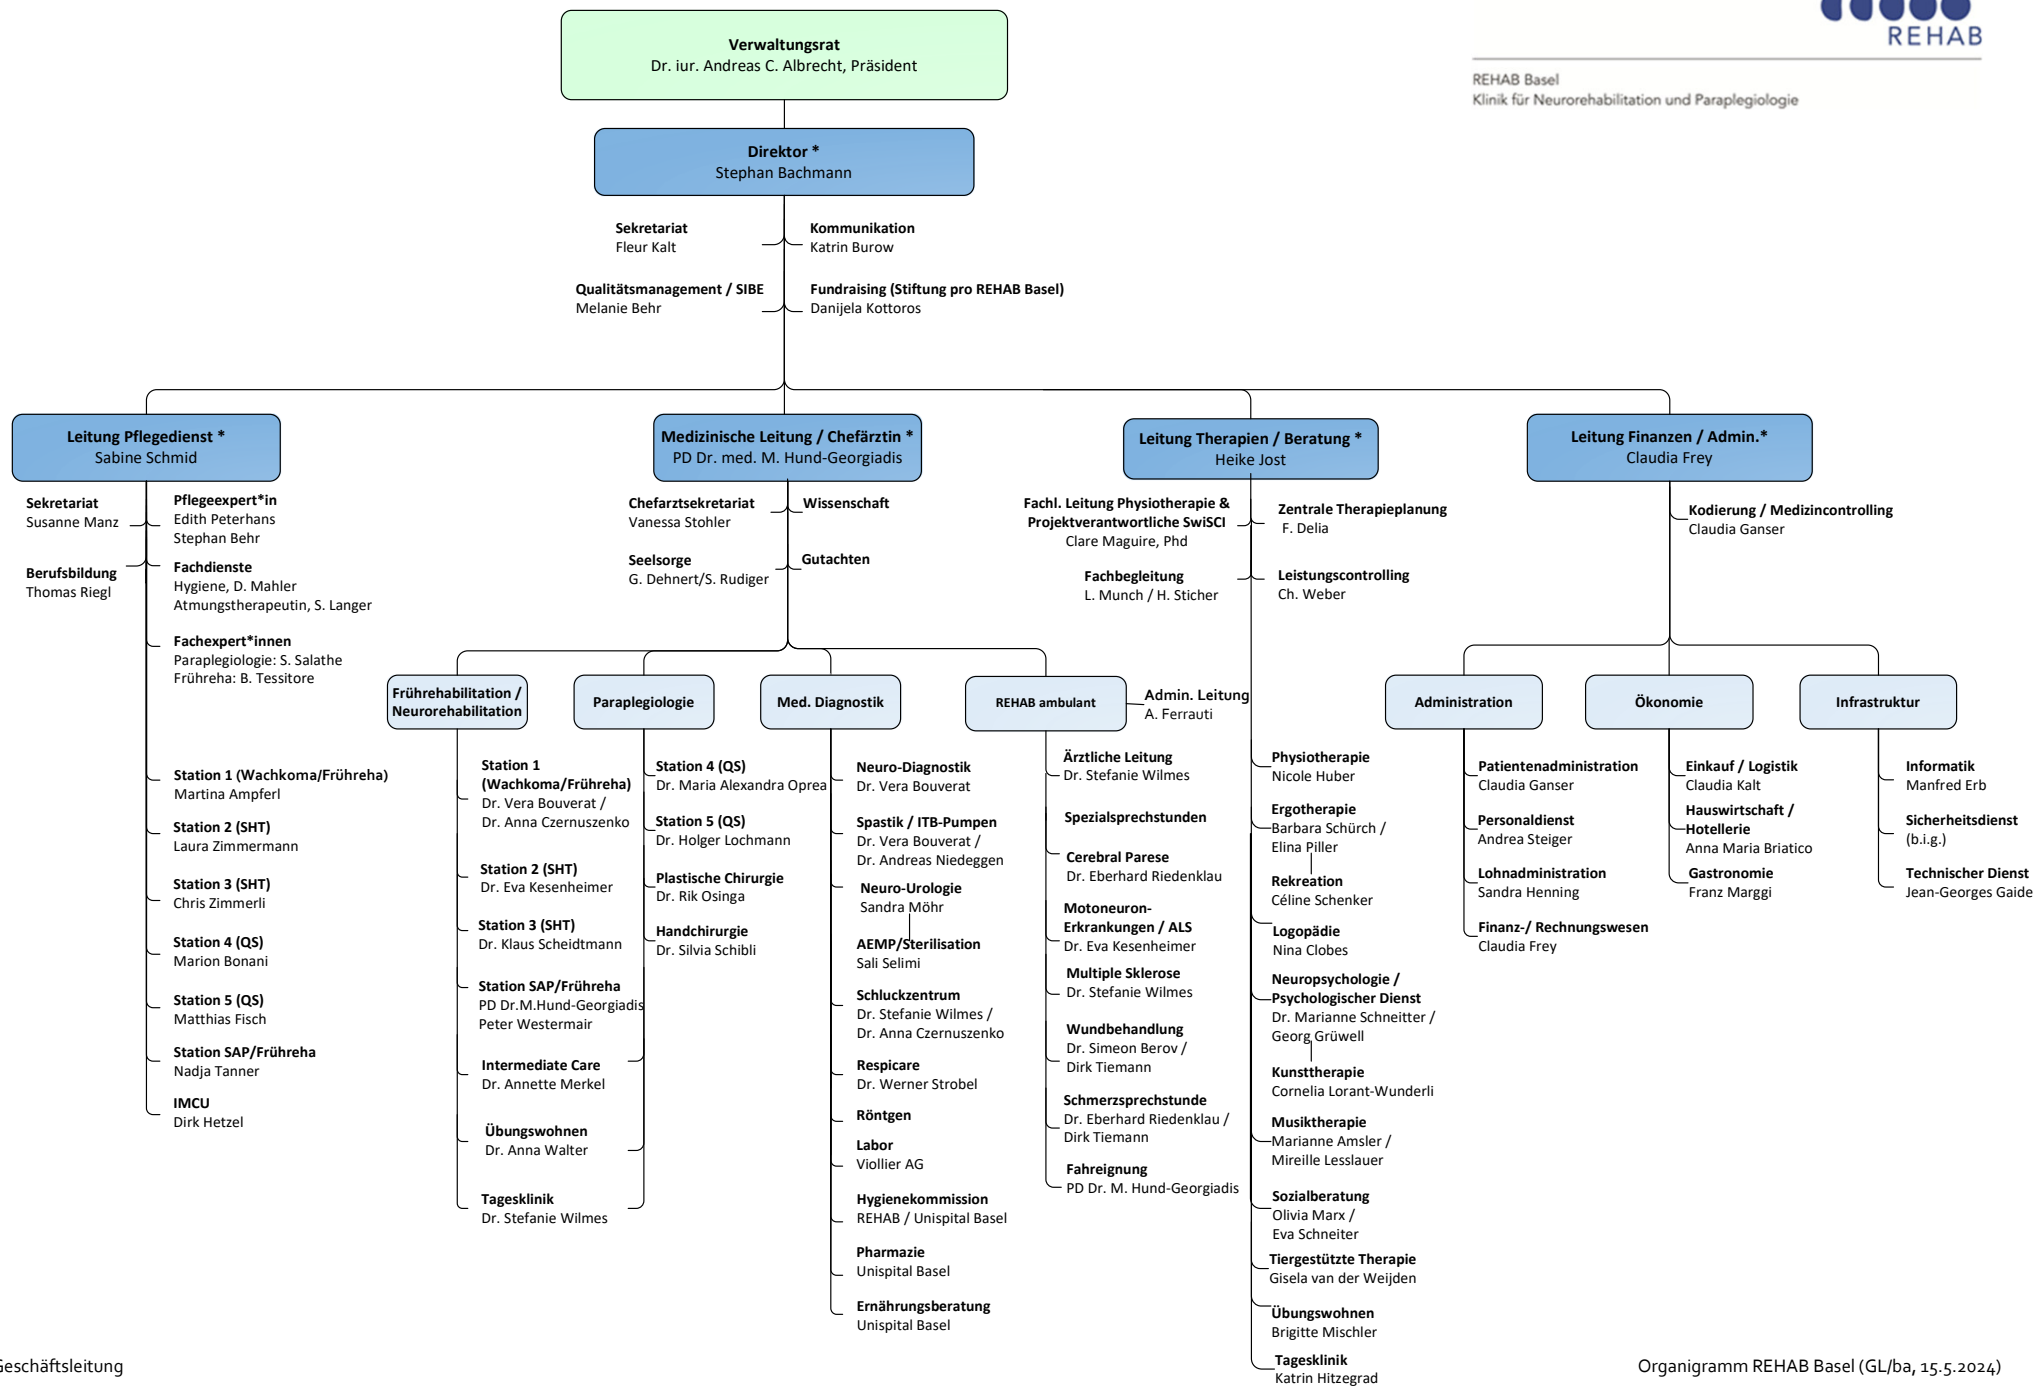 REHAB
REHAB Basel
Klinik für Neurorehabilitation und Paraplegiologie
Verwaltungsrat
Dr. iur. Andreas C. Albrecht, Präsident
Direktor *
Stephan Bachmann
Sekretariat
Fleur Kalt
Kommunikation
Katrin Burow
Qualitätsmanagement / SIBE
Melanie Behr
Fundraising (Stiftung pro REHAB Basel)
Danijela Kottoros
Leitung Pflegedienst *
Sabine Schmid
Sekretariat
Susanne Manz
Pflegeexpert*in
Edith Peterhans
Stephan Behr
Berufsbildung
Thomas Riegl
Fachdienste
Hygiene, D. Mahler
Atmungstherapeutin, S. Langer
Fachexpert*innen
Paraplegiologie: S. Salathe
Frühreha: B. Tessitore
Station 1 (Wachkoma/Frühreha)
Martina Ampferl
Station 2 (SHT)
Laura Zimmermann
Station 3 (SHT)
Chris Zimmerli
Station 4 (QS)
Marion Bonani
Station 5 (QS)
Matthias Fisch
Station SAP/Frühreha
Nadja Tanner
IMCU
Dirk Hetzel
Medizinische Leitung / Chefärztin *
PD Dr. med. M. Hund-Georgiadis
Chefarztsekretariat
Vanessa Stohler
Wissenschaft
Seelsorge
G. Dehnert/S. Rudiger
Gutachten
Frührehabilitation /
Neurorehabilitation
Station 1
(Wachkoma/Frühreha)
Dr. Vera Bouverat /
Dr. Anna Czernuszenko
Station 2 (SHT)
Dr. Eva Kesenheimer
Station 3 (SHT)
Dr. Klaus Scheidtmann
Station SAP/Frühreha
PD Dr.M.Hund-Georgiadis
Peter Westermair
Intermediate Care
Dr. Annette Merkel
Übungswohnen
Dr. Anna Walter
Tagesklinik
Dr. Stefanie Wilmes
Paraplegiologie
Station 4 (QS)
Dr. Maria Alexandra Oprea
Station 5 (QS)
Dr. Holger Lochmann
Plastische Chirurgie
Dr. Rik Osinga
Handchirurgie
Dr. Silvia Schibli
Med. Diagnostik
Neuro-Diagnostik
Dr. Vera Bouverat
Spastik / ITB-Pumpen
Dr. Vera Bouverat /
Dr. Andreas Niedeggen
Neuro-Urologie
Sandra Möhr
AEMP/Sterilisation
Sali Selimi
Schluckzentrum
Dr. Stefanie Wilmes /
Dr. Anna Czernuszenko
Respicare
Dr. Werner Strobel
Röntgen
Labor
Viollier AG
Hygienekommission
REHAB / Unispital Basel
Pharmazie
Unispital Basel
Ernährungsberatung
Unispital Basel
REHAB ambulant
Admin. Leitung
A. Ferrauti
Ärztliche Leitung
Dr. Stefanie Wilmes
Spezialsprechstunden
Cerebral Parese
Dr. Eberhard Riedenklau
Motoneuron-
Erkrankungen / ALS
Dr. Eva Kesenheimer
Multiple Sklerose
Dr. Stefanie Wilmes
Wundbehandlung
Dr. Simeon Berov /
Dirk Tiemann
Schmerzsprechstunde
Dr. Eberhard Riedenklau /
Dirk Tiemann
Fahreignung
PD Dr. M. Hund-Georgiadis
Leitung Therapien / Beratung *
Heike Jost
Fachl. Leitung Physiotherapie &
Projektverantwortliche SwiSCI
Clare Maguire, Phd
Zentrale Therapieplanung
F. Delia
Fachbegleitung
L. Munch / H. Sticher
Leistungscontrolling
Ch. Weber
Physiotherapie
Nicole Huber
Ergotherapie
Barbara Schürch /
Elina Piller
Rekreation
Céline Schenker
Logopädie
Nina Clobes
Neuropsychologie /
Psychologischer Dienst
Dr. Marianne Schneitter /
Georg Grüwell
Kunsttherapie
Cornelia Lorant-Wunderli
Musiktherapie
Marianne Amsler /
Mireille Lesslauer
Sozialberatung
Olivia Marx /
Eva Schneiter
Tiergestützte Therapie
Gisela van der Weijden
Übungswohnen
Brigitte Mischler
Tagesklinik
Katrin Hitzegrad
Leitung Finanzen / Admin.*
Claudia Frey
Kodierung / Medizincontrolling
Claudia Ganser
Administration
Patientenadministration
Claudia Ganser
Personaldienst
Andrea Steiger
Lohnadministration
Sandra Henning
Finanz-/ Rechnungswesen
Claudia Frey
Ökonomie
Einkauf / Logistik
Claudia Kalt
Hauswirtschaft /
Hotellerie
Anna Maria Briatico
Gastronomie
Franz Marggi
Infrastruktur
Informatik
Manfred Erb
Sicherheitsdienst
(b.i.g.)
Technischer Dienst
Jean-Georges Gaide
Geschäftsleitung
Organigramm REHAB Basel (GL/ba, 15.5.2024)